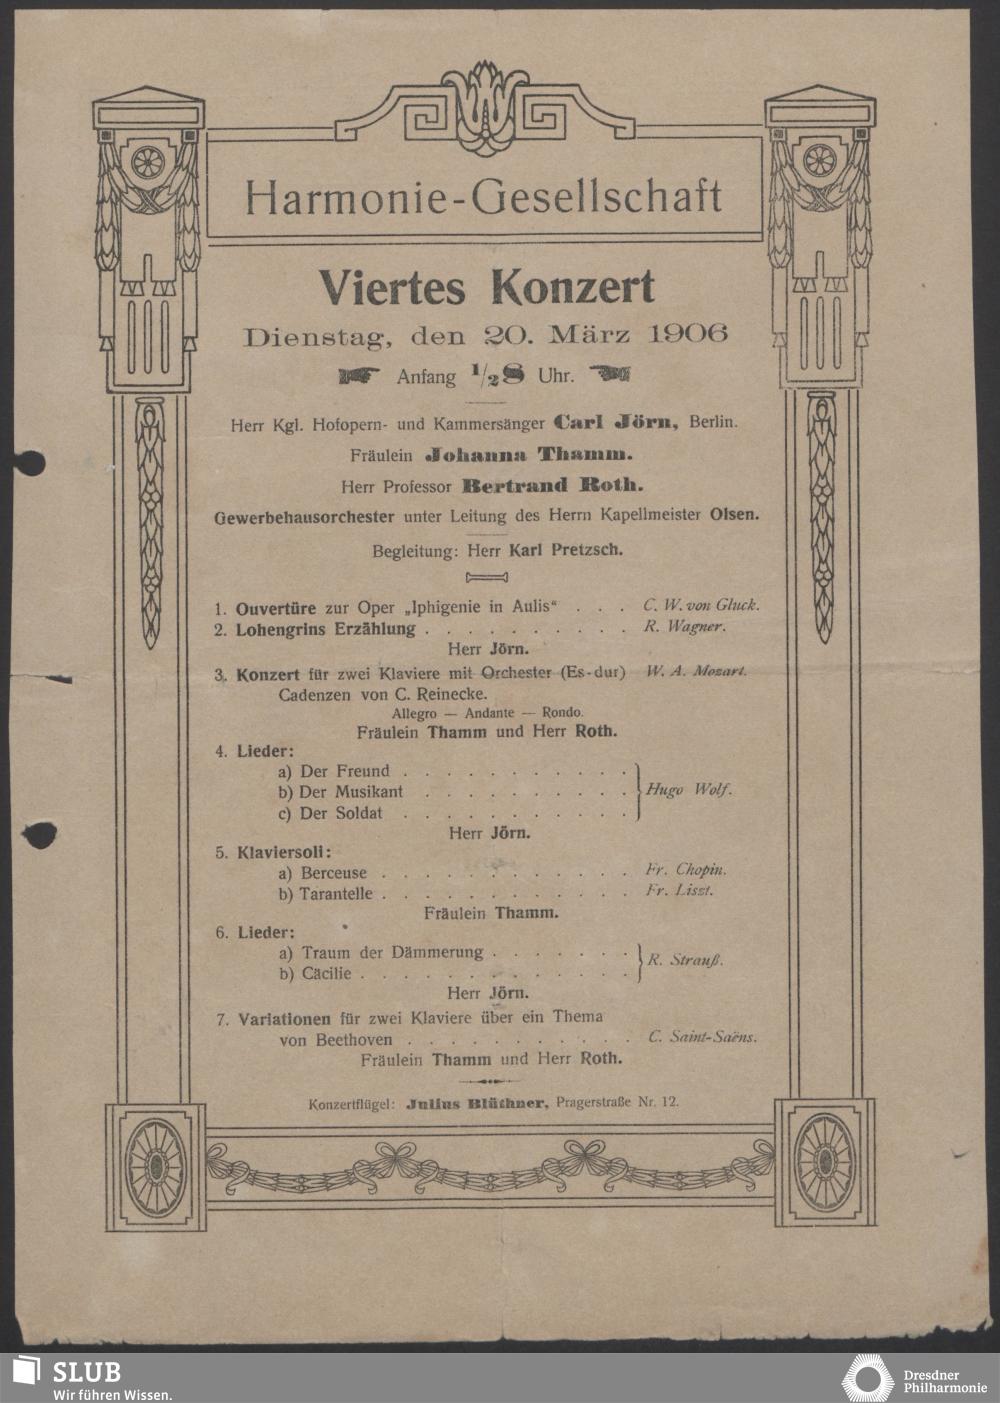 Harmonie-Gesellschaft
Viertes Konzert
Dienstag, den 20. März 1906
Anfang 1/28 Uhr.
Herr Kgl. Hofopern- und Kammersänger Carl Jörn, Berlin.
Fräulein Johanna Thamm.
Herr Professor Bertrand Roth.
Gewerbehausorchester unter Leitung des Herrn Kapellmeister Olsen.
Begleitung: Herr Karl Pretzsch.
1. Ouvertüre zur Oper „Iphigenie in Aulis“ . . . C. W. von Gluck.
2. Lohengrins Erzählung . . . . . . . . . . R. Wagner.
Herr Jörn.
3. Konzert für zwei Klaviere mit Orchester (Es-dur) W. A. Mozart.
Cadenzen von C. Reinecke.
Allegro — Andante — Rondo.
Fräulein Thamm und Herr Roth.
4. Lieder:
a) Der Freund . . . . . . . . . . .
b) Der Musikant . . . . . . . . . . Hugo Wolf.
c) Der Soldat . . . . . . . . . . .
Herr Jörn.
5. Klaviersoli:
a) Berceuse . . . . . . . . . . . . Fr. Chopin.
b) Tarantelle . . . . . . . . . . . . Fr. Liszt.
Fräulein Thamm.
6. Lieder:
a) Traum der Dämmerung . . . . . . .
b) Cäcilie . . . . . . . . . . . . . R. Strauß.
Herr Jörn.
7. Variationen für zwei Klaviere über ein Thema
von Beethoven . . . . . . . . . . . C. Saint-Saëns.
Fräulein Thamm und Herr Roth.
Konzertflügel: Julius Blüthner, Pragerstraße Nr. 12.
SLUB
Wir führen Wissen.
Dresdner
Philharmonie